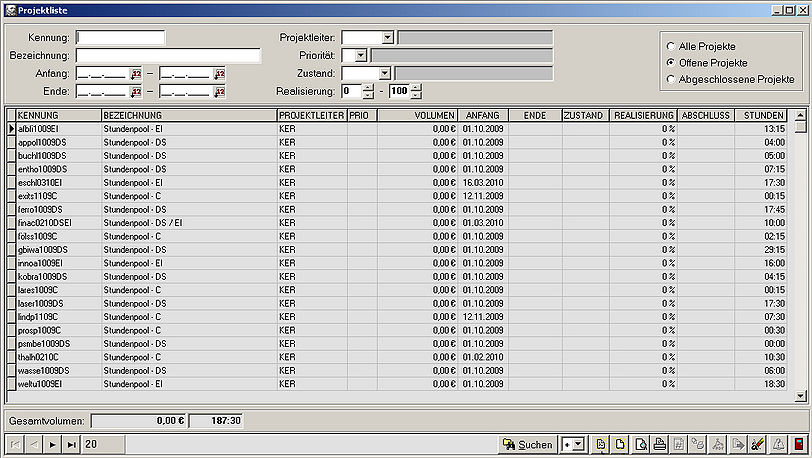 Projektliste
Kennung: Projektleiter:
Bezeichnung: Priorität:
Anfang: __.__.____ – __.__.____ Zustand:
Ende: __.__.____ – __.__.____ Realisierung: 0 - 100
Alle Projekte
Offene Projekte
Abgeschlossene Projekte
KENNUNG BEZEICHNUNG PROJEKTLEITER PRIO VOLUMEN ANFANG ENDE ZUSTAND REALISIERUNG ABSCHLUSS STUNDEN
albli1009EI Stundenpool - EI KER 0,00 € 01.10.2009 0 % 13:15
appol1009DS Stundenpool - DS KER 0,00 € 01.10.2009 0 % 04:00
buchl1009DS Stundenpool - DS KER 0,00 € 01.10.2009 0 % 05:00
entho1009DS Stundenpool - DS KER 0,00 € 01.10.2009 0 % 07:15
eschl0310EI Stundenpool - EI KER 0,00 € 16.03.2010 0 % 17:30
exits1109C Stundenpool - C KER 0,00 € 12.11.2009 0 % 00:15
ferro1009DS Stundenpool - DS KER 0,00 € 01.10.2009 0 % 17:45
finac0210DSEI Stundenpool - DS / EI KER 0,00 € 01.03.2010 0 % 10:00
fölss1009C Stundenpool - C KER 0,00 € 01.10.2009 0 % 02:15
gbiwa1009DS Stundenpool - DS KER 0,00 € 01.10.2009 0 % 29:15
innoa1009EI Stundenpool - EI KER 0,00 € 01.10.2009 0 % 16:00
kobra1009DS Stundenpool - DS KER 0,00 € 01.10.2009 0 % 04:15
lares1009C Stundenpool - C KER 0,00 € 01.10.2009 0 % 00:15
laser1009DS Stundenpool - DS KER 0,00 € 01.10.2009 0 % 17:30
lindp1109C Stundenpool - C KER 0,00 € 12.11.2009 0 % 07:30
prosp1009C Stundenpool - C KER 0,00 € 01.10.2009 0 % 00:30
psmbe1009DS Stundenpool - DS KER 0,00 € 01.10.2009 0 % 00:00
thalh0210C Stundenpool - C KER 0,00 € 01.02.2010 0 % 10:30
wasse1009DS Stundenpool - DS KER 0,00 € 01.10.2009 0 % 06:00
weltu1009EI Stundenpool - EI KER 0,00 € 01.10.2009 0 % 18:30
Gesamtvolumen: 0,00 € 187:30
20 Suchen